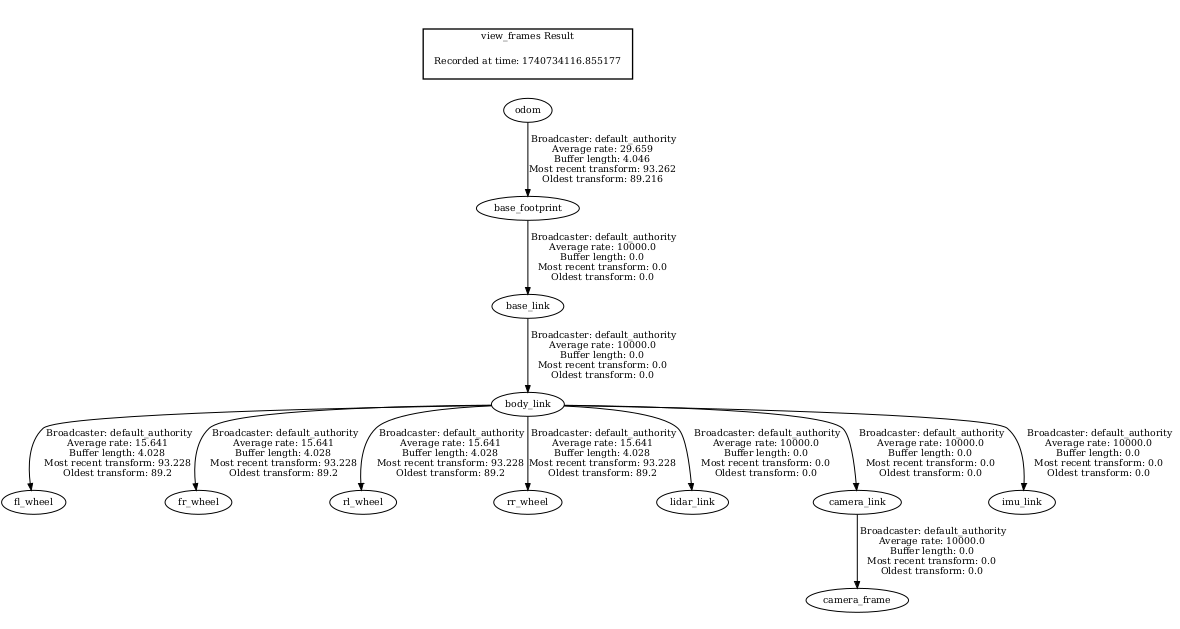 view_frames Result
Recorded at time: 1740734116.855177
odom
Broadcaster: default_authority
Average rate: 29.659
Buffer length: 4.046
Most recent transform: 93.262
Oldest transform: 89.216
base_footprint
Broadcaster: default_authority
Average rate: 10000.0
Buffer length: 0.0
Most recent transform: 0.0
Oldest transform: 0.0
base_link
Broadcaster: default_authority
Average rate: 10000.0
Buffer length: 0.0
Most recent transform: 0.0
Oldest transform: 0.0
body_link
Broadcaster: default_authority
Average rate: 15.641
Buffer length: 4.028
Most recent transform: 93.228
Oldest transform: 89.2
fl_wheel
Broadcaster: default_authority
Average rate: 15.641
Buffer length: 4.028
Most recent transform: 93.228
Oldest transform: 89.2
fr_wheel
Broadcaster: default_authority
Average rate: 15.641
Buffer length: 4.028
Most recent transform: 93.228
Oldest transform: 89.2
rl_wheel
Broadcaster: default_authority
Average rate: 15.641
Buffer length: 4.028
Most recent transform: 93.228
Oldest transform: 89.2
rr_wheel
Broadcaster: default_authority
Average rate: 10000.0
Buffer length: 0.0
Most recent transform: 0.0
Oldest transform: 0.0
lidar_link
Broadcaster: default_authority
Average rate: 10000.0
Buffer length: 0.0
Most recent transform: 0.0
Oldest transform: 0.0
camera_link
Broadcaster: default_authority
Average rate: 10000.0
Buffer length: 0.0
Most recent transform: 0.0
Oldest transform: 0.0
imu_link
Broadcaster: default_authority
Average rate: 10000.0
Buffer length: 0.0
Most recent transform: 0.0
Oldest transform: 0.0
camera_frame